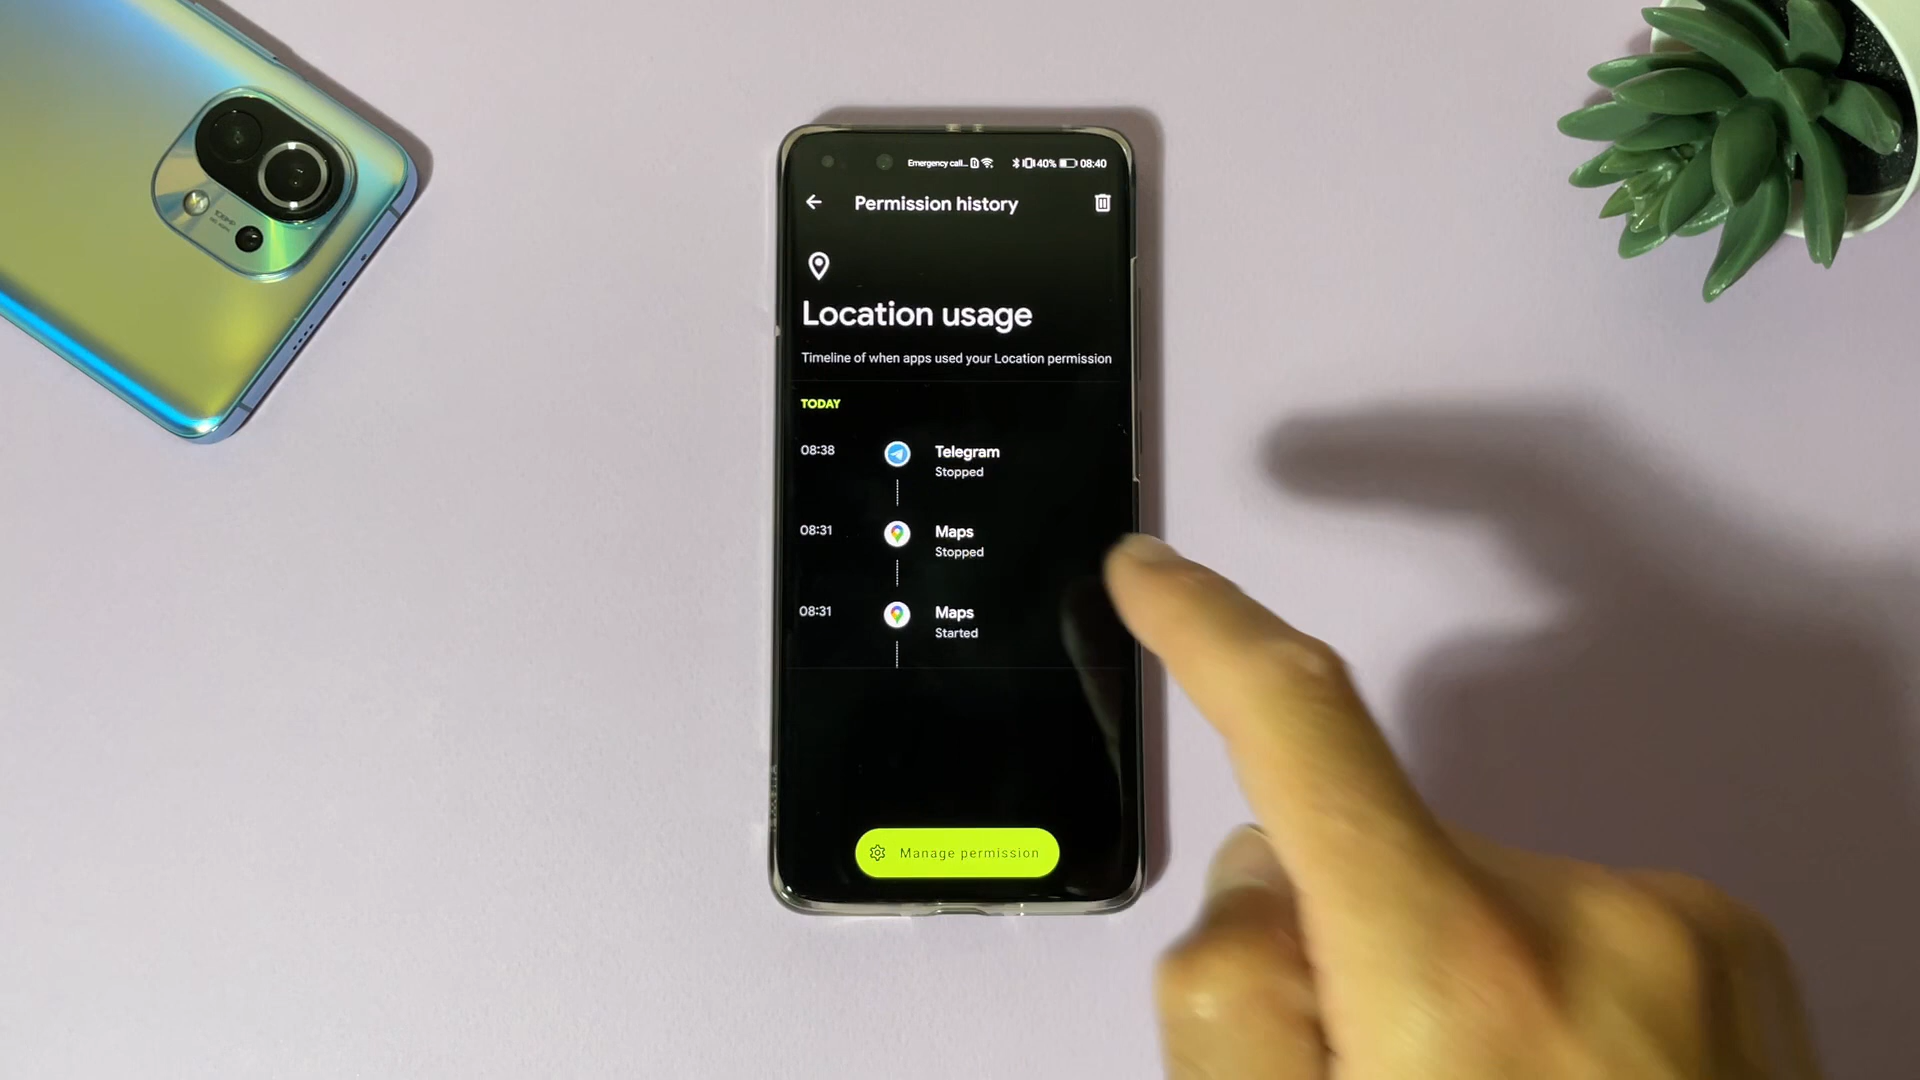 Emergency call... 40% 08:40
Permission history
Location usage
Timeline of when apps used your Location permission
TODAY
08:38 Telegram
Stopped
08:31 Maps
Stopped
08:31 Maps
Started
Manage permission